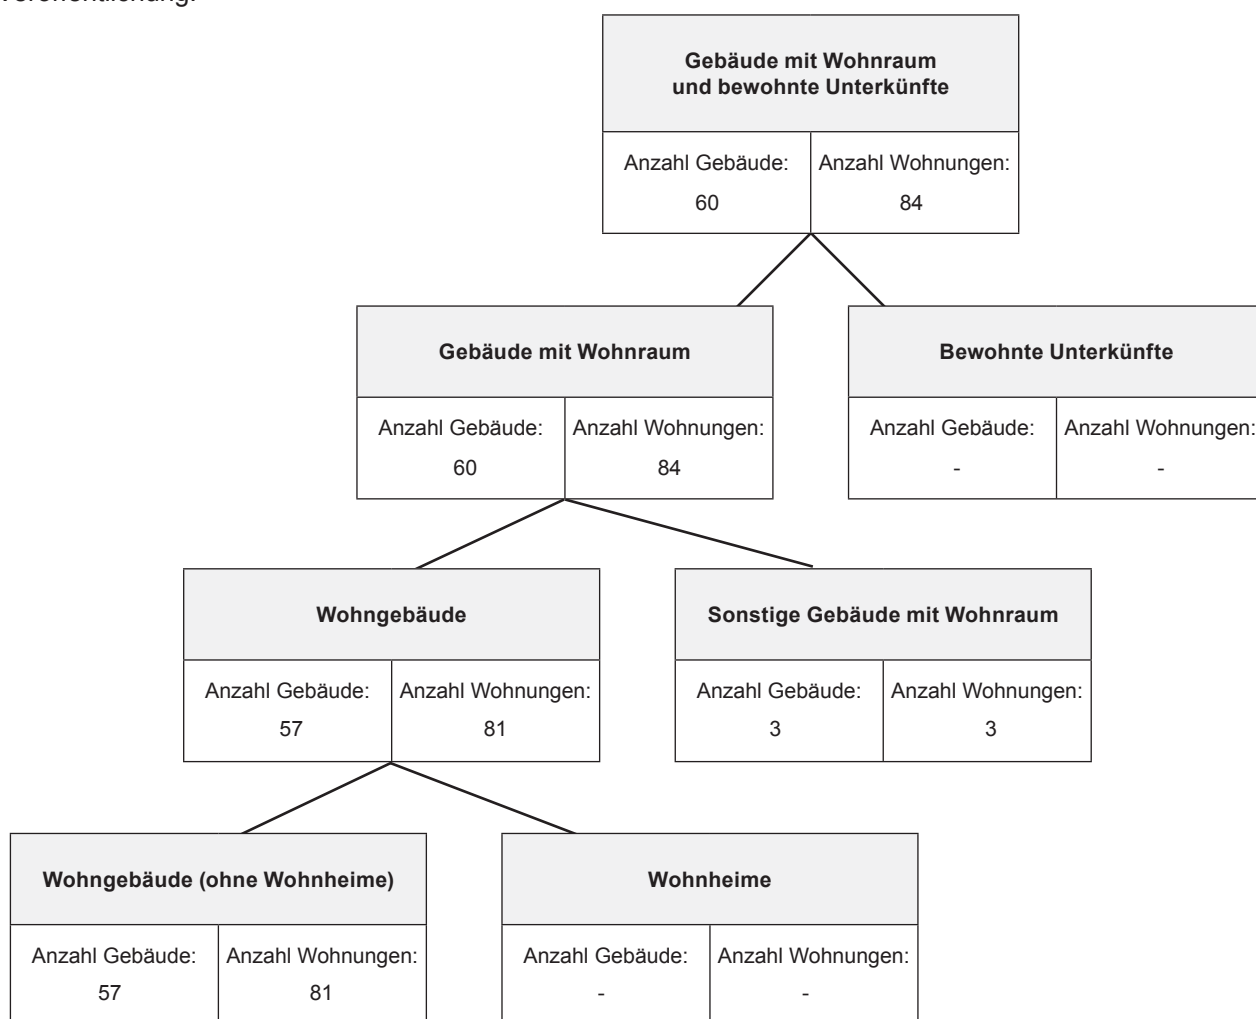 Veröffentlichung.
Gebäude mit Wohnraum
und bewohnte Unterkünfte
Anzahl Gebäude:
60
Anzahl Wohnungen:
84
Gebäude mit Wohnraum
Anzahl Gebäude:
60
Anzahl Wohnungen:
84
Bewohnte Unterkünfte
Anzahl Gebäude:
-
Anzahl Wohnungen:
-
Wohngebäude
Anzahl Gebäude:
57
Anzahl Wohnungen:
81
Sonstige Gebäude mit Wohnraum
Anzahl Gebäude:
3
Anzahl Wohnungen:
3
Wohngebäude (ohne Wohnheime)
Anzahl Gebäude:
57
Anzahl Wohnungen:
81
Wohnheime
Anzahl Gebäude:
-
Anzahl Wohnungen:
-